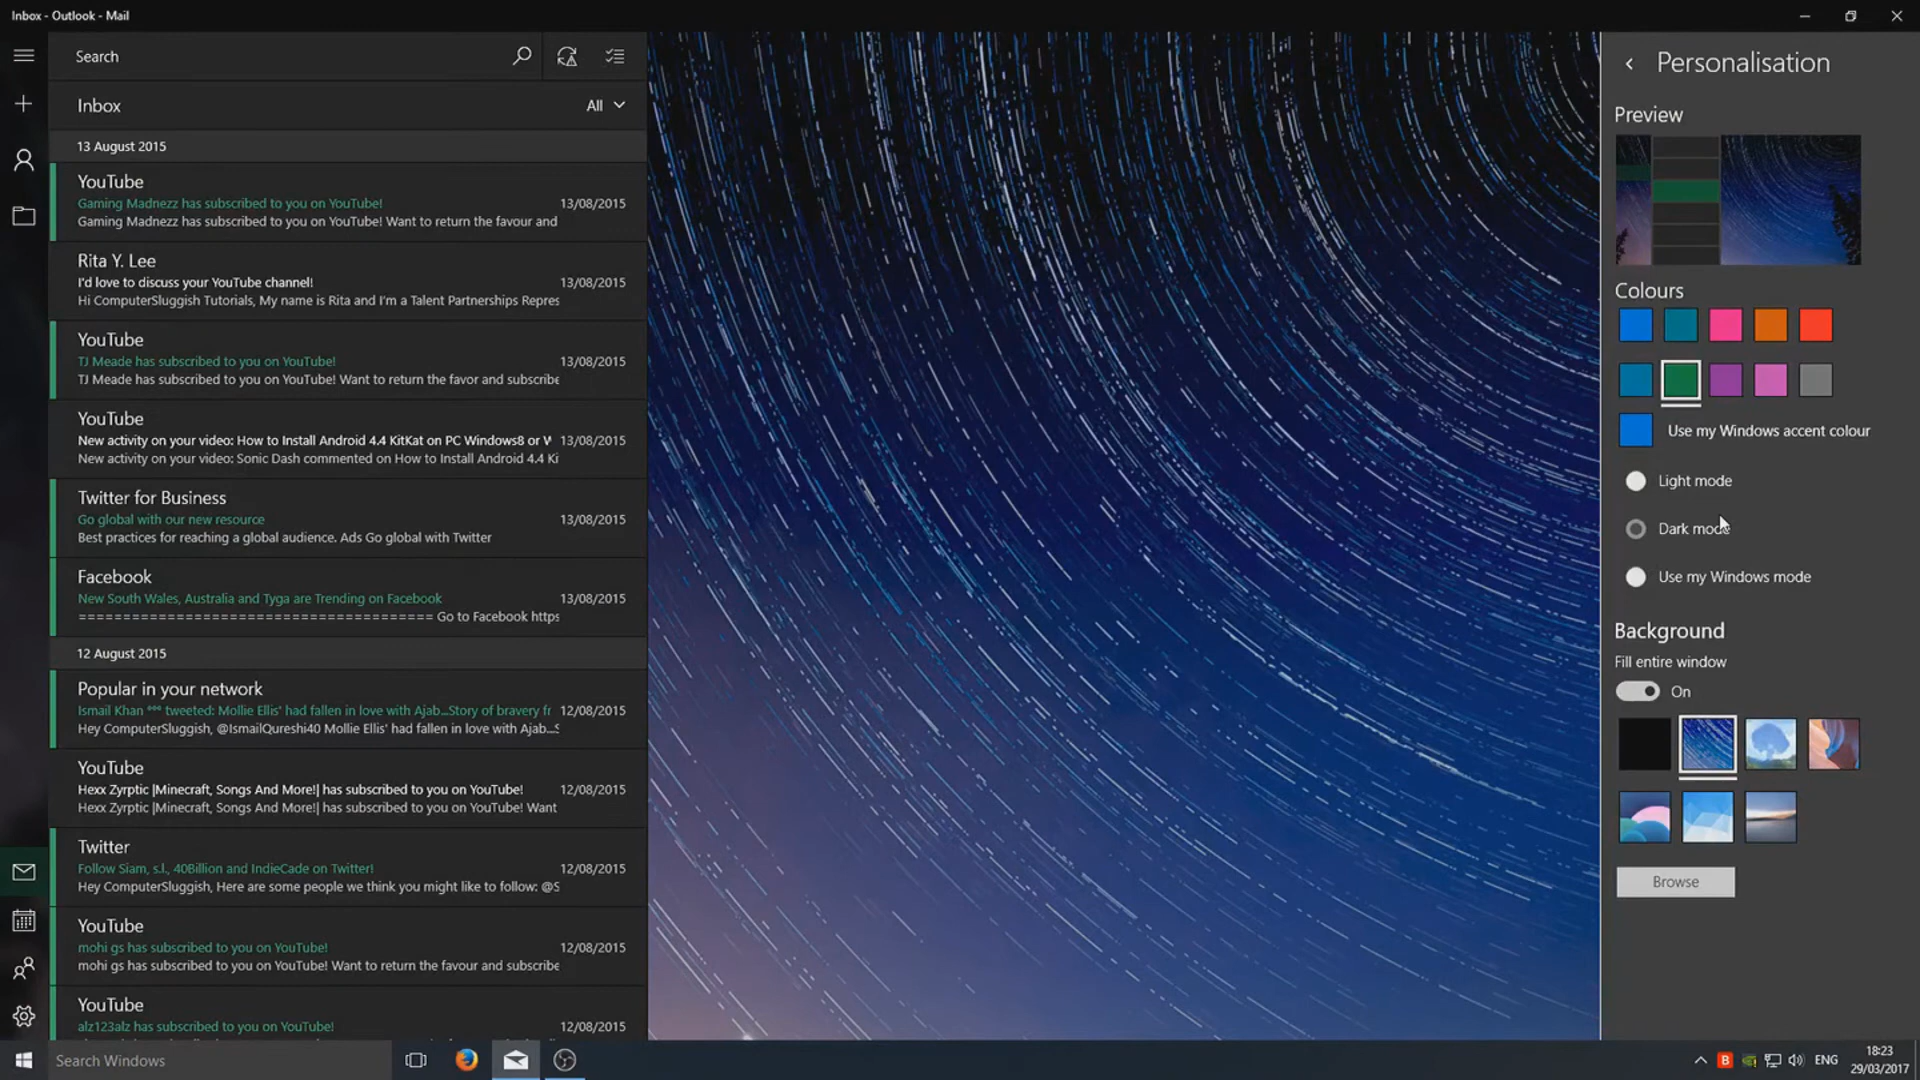 Inbox - Outlook - Mail
Search
Inbox
All
13 August 2015
YouTube
Gaming Madnezz has subscribed to you on YouTube!
13/08/2015
Gaming Madnezz has subscribed to you on YouTube! Want to return the favour and
Rita Y. Lee
I'd love to discuss your YouTube channel!
13/08/2015
Hi ComputerSluggish Tutorials, My name is Rita and I'm a Talent Partnerships Repres
YouTube
TJ Meade has subscribed to you on YouTube!
13/08/2015
TJ Meade has subscribed to you on YouTube! Want to return the favor and subscribe
YouTube
New activity on your video: How to Install Android 4.4 KitKat on PC Windows8 or W
13/08/2015
New activity on your video: Sonic Dash commented on How to Install Android 4.4 Ki
Twitter for Business
Go global with our new resource
13/08/2015
Best practices for reaching a global audience. Ads Go global with Twitter
Facebook
New South Wales, Australia and Tyga are Trending on Facebook
13/08/2015
======================================== Go to Facebook https
12 August 2015
Popular in your network
Ismail Khan °°° tweeted: Mollie Ellis' had fallen in love with Ajab...Story of bravery fr
12/08/2015
Hey ComputerSluggish, @IsmailQureshi40 Mollie Ellis' had fallen in love with Ajab...S
YouTube
Hexx Zyrptic |Minecraft, Songs And More!| has subscribed to you on YouTube!
12/08/2015
Hexx Zyrptic |Minecraft, Songs And More!| has subscribed to you on YouTube! Want
Twitter
Follow Siam, s.l., 40Billion and IndieCade on Twitter!
12/08/2015
Hey ComputerSluggish, Here are some people we think you might like to follow: @S
YouTube
mohi gs has subscribed to you on YouTube!
12/08/2015
mohi gs has subscribed to you on YouTube! Want to return the favour and subscribe
YouTube
alz123alz has subscribed to you on YouTube!
12/08/2015
Personalisation
Preview
Colours
Use my Windows accent colour
Light mode
Dark mode
Use my Windows mode
Background
Fill entire window
On
Browse
Search Windows
B
ENG
18:23
29/03/2017